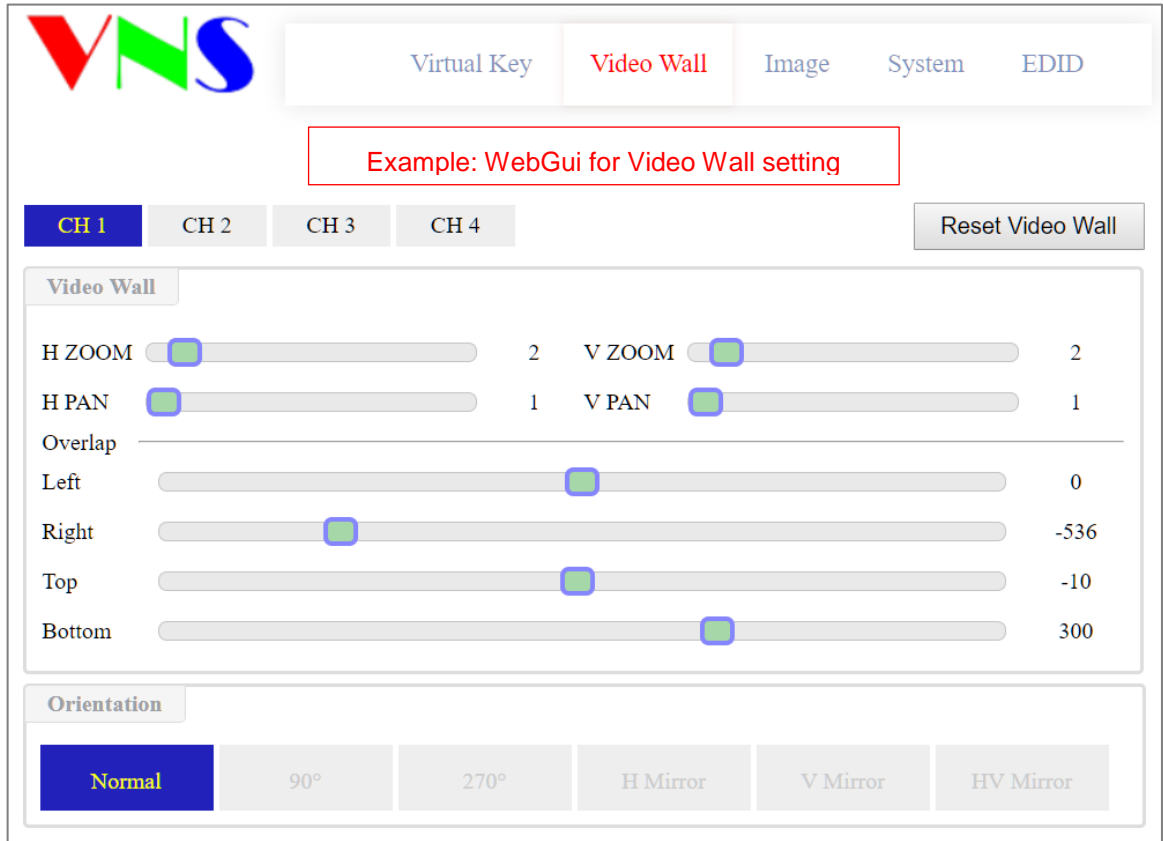 VNS
Virtual Key Video Wall Image System EDID
Example: WebGui for Video Wall setting
CH 1 CH 2 CH 3 CH 4 Reset Video Wall
Video Wall
H ZOOM 2 V ZOOM 2
H PAN 1 V PAN 1
Overlap
Left 0
Right -536
Top -10
Bottom 300
Orientation
Normal 90° 270° H Mirror V Mirror HV Mirror